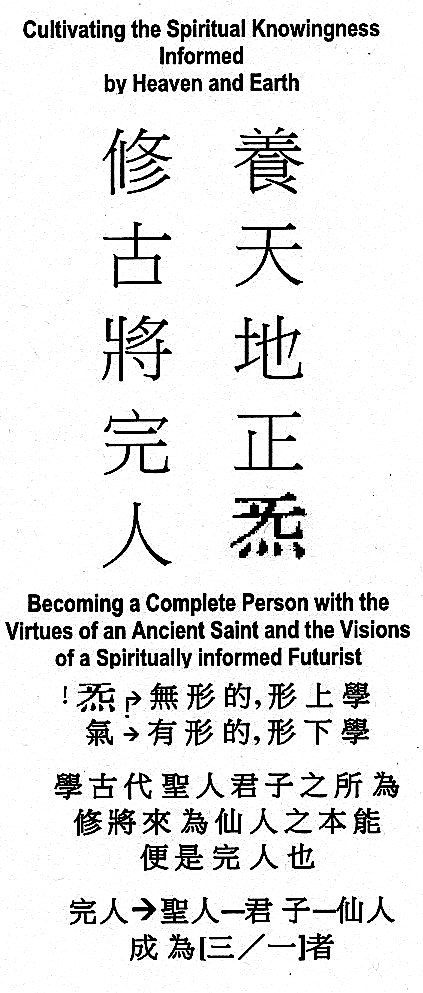 Cultivating the Spiritual Knowingness
Informed
by Heaven and Earth
養天地正炁
修古將完人
Becoming a Complete Person with the
Virtues of an Ancient Saint and the Visions
of a Spiritually informed Futurist
!炁→無形的,形上學
氣→有形的,形下學
學古代聖人君子之所為
修將來為仙人之本能
便是完人也
完人→聖人一君子一仙人
成為[三/一]者